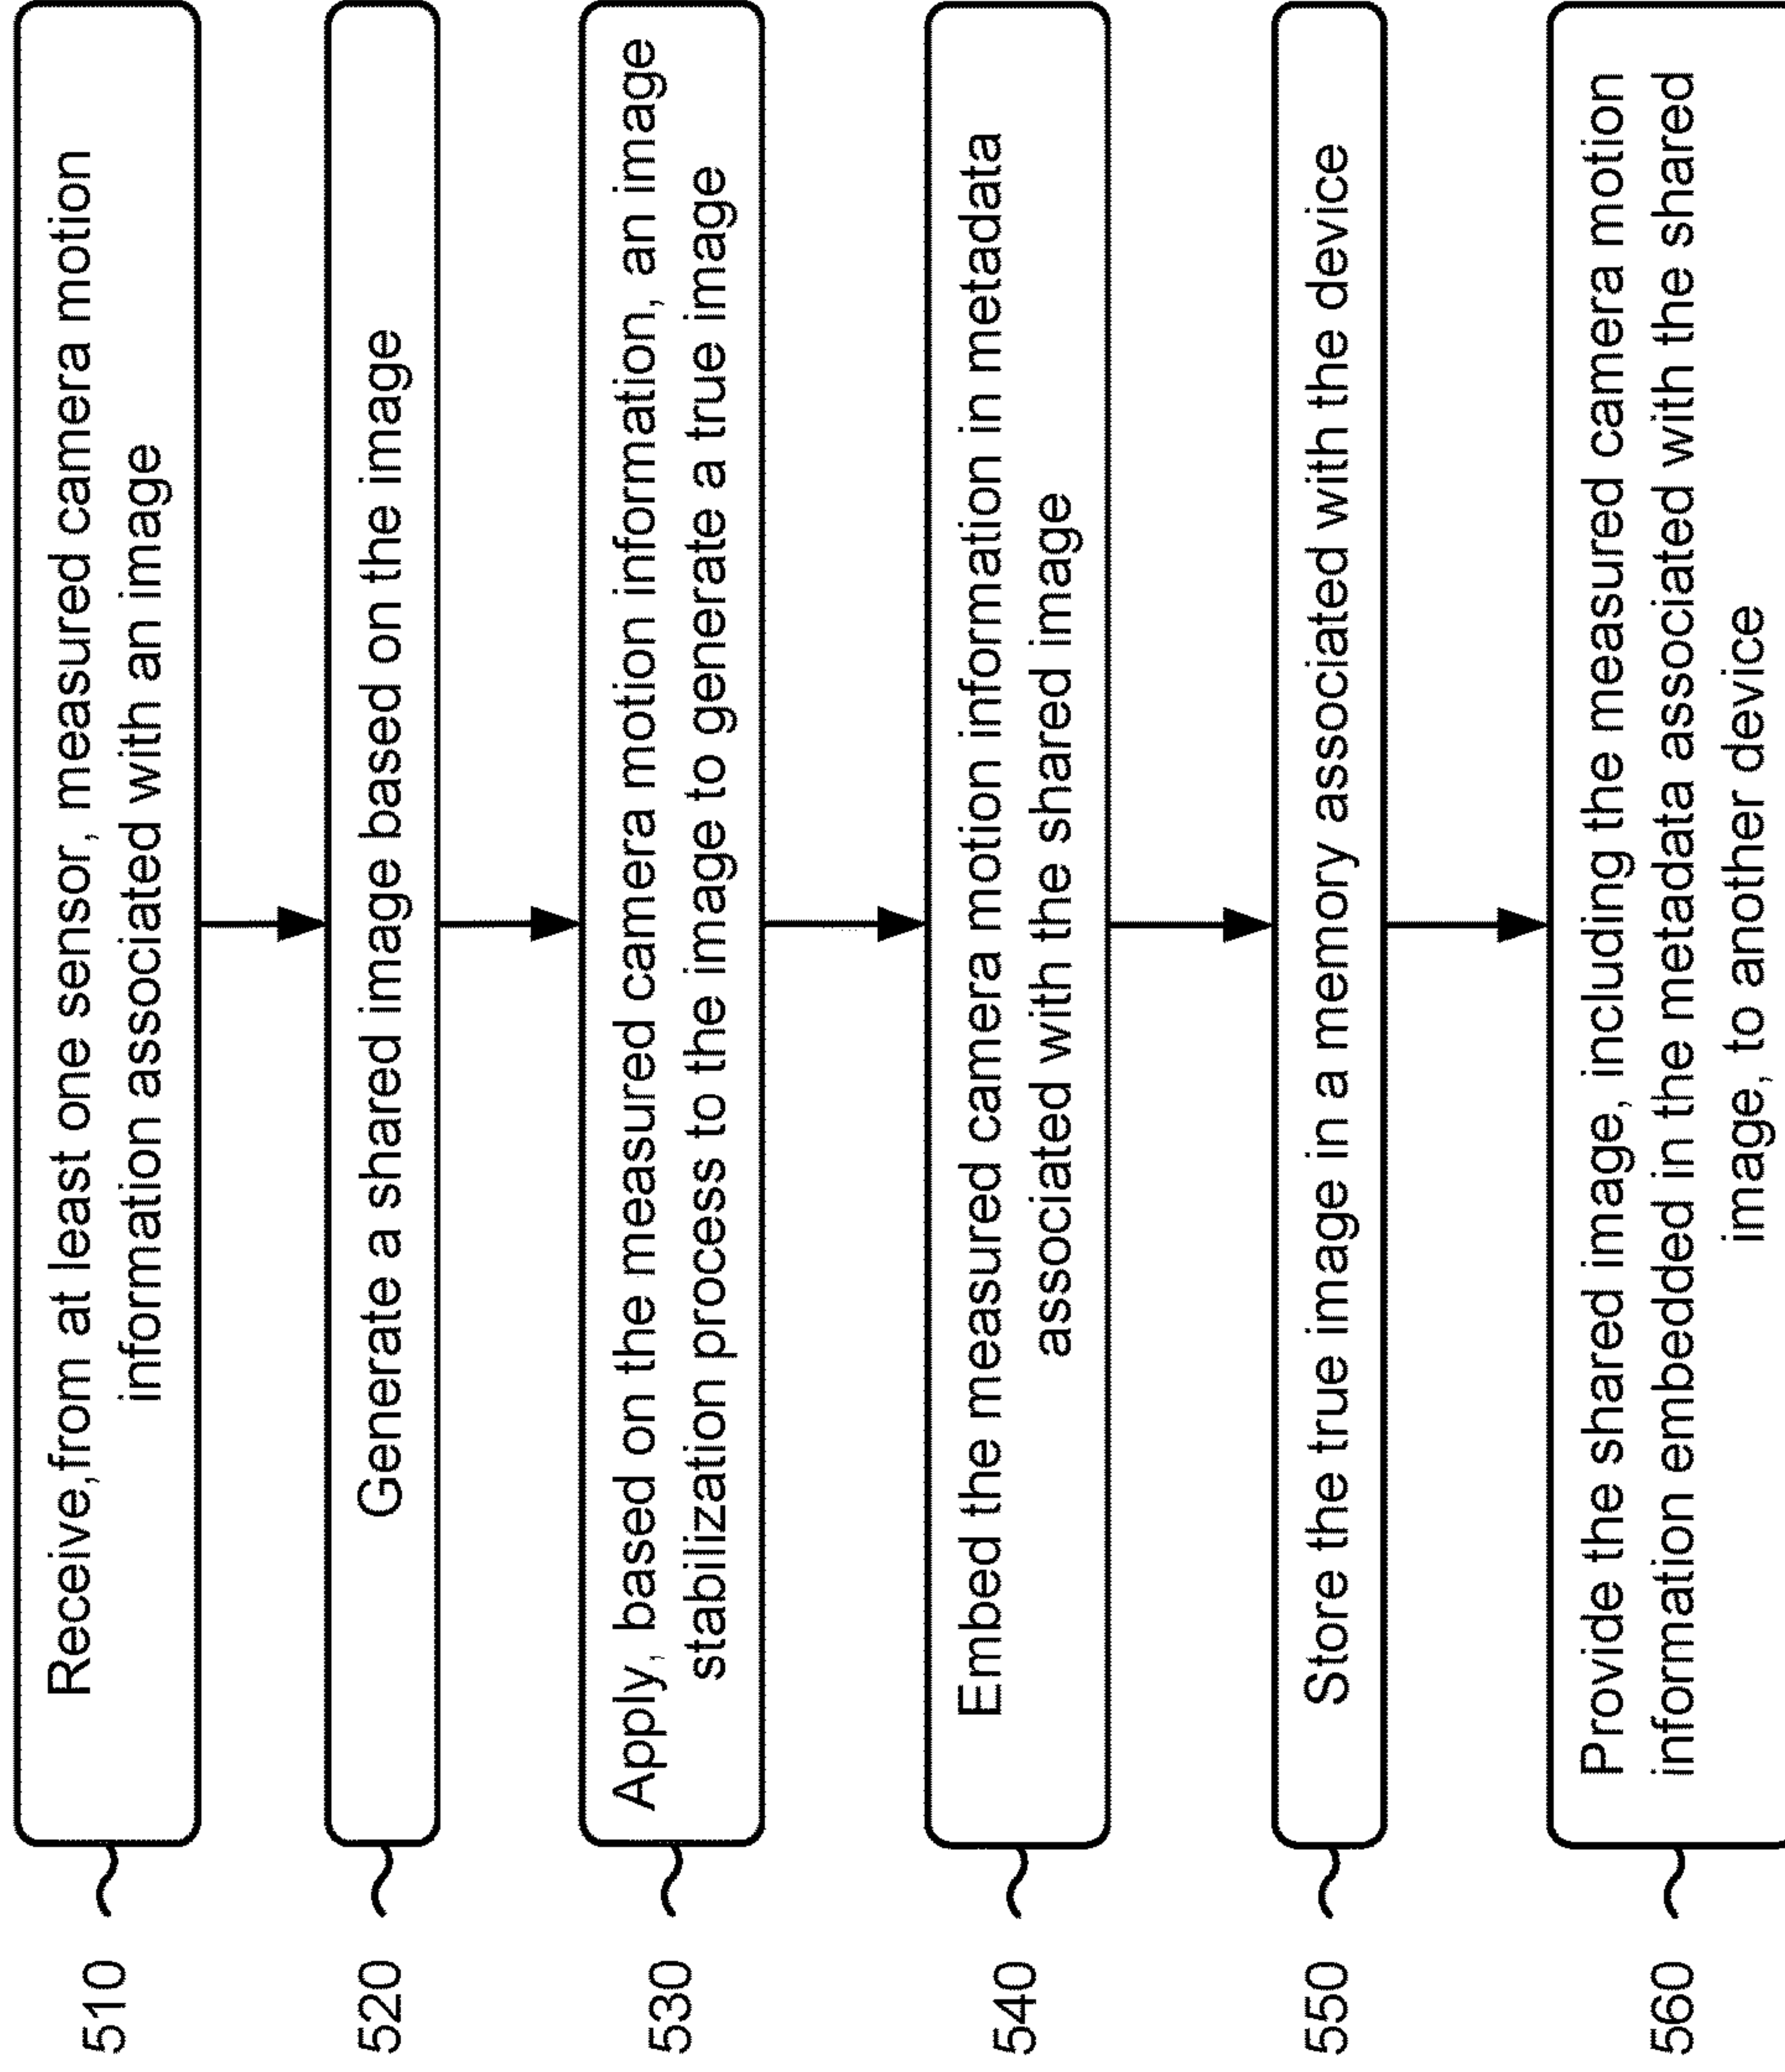 510
Receive,from at least one sensor, measured camera motion
information associated with an image
520
Generate a shared image based on the image
530
Apply, based on the measured camera motion information, an image
stabilization process to the image to generate a true image
540
Embed the measured camera motion information in metadata
associated with the shared image
550
Store the true image in a memory associated with the device
560
Provide the shared image, including the measured camera motion
information embedded in the metadata associated with the shared
image, to another device